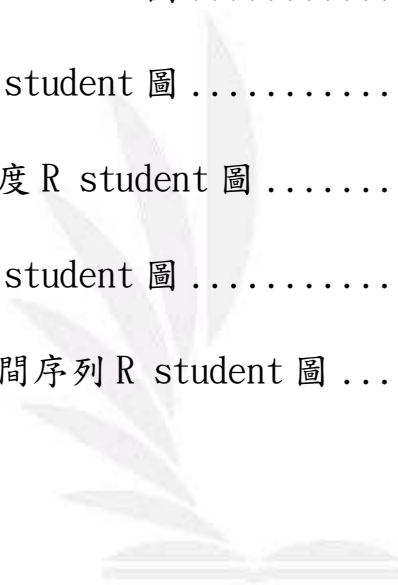 student 圖 ............
度 R student 圖 .......
student 圖 ............
間序列 R student 圖 ...